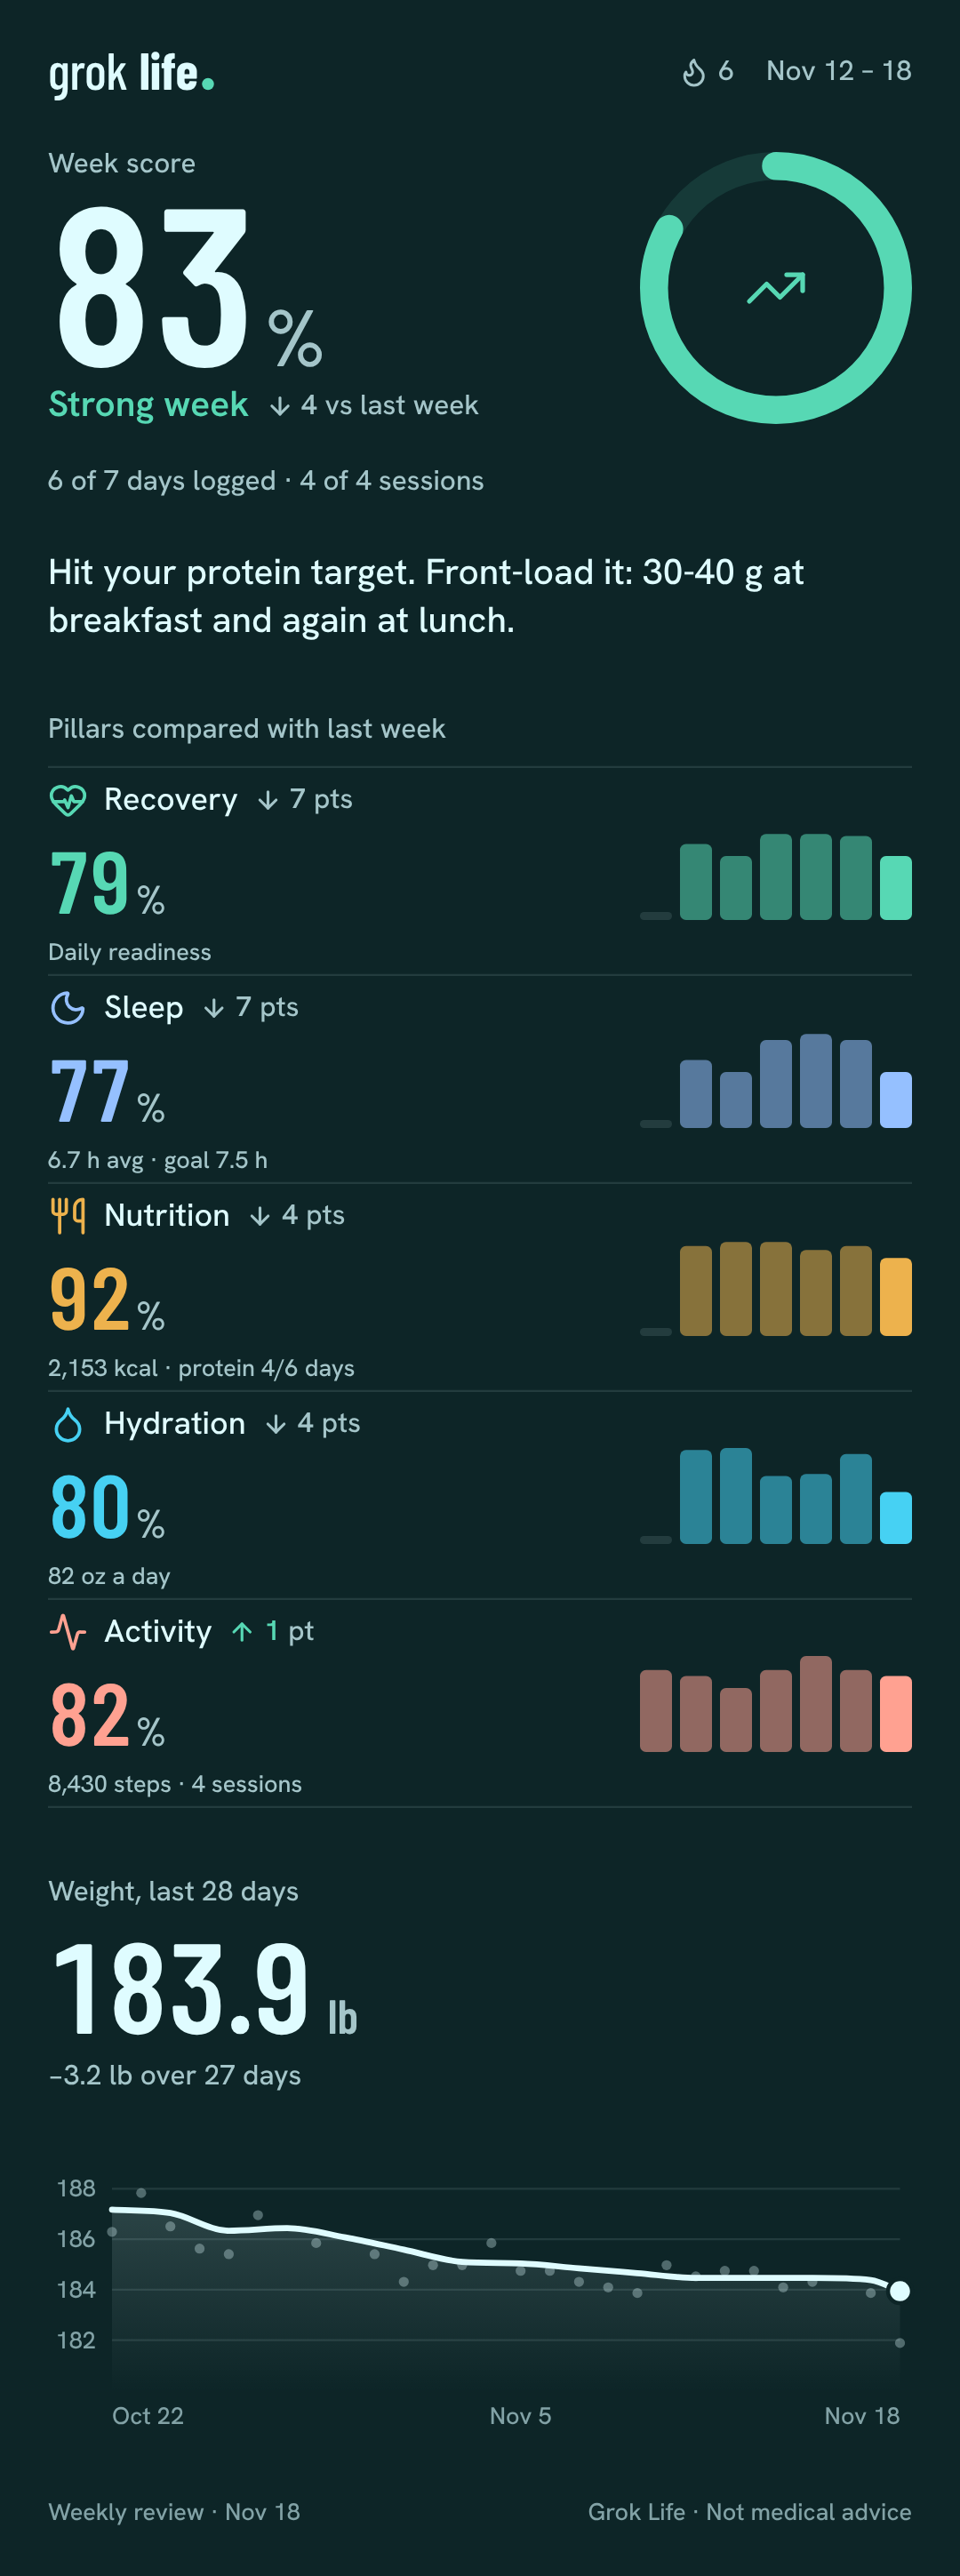 grok life.
6 Nov 12 – 18
Week score
83 %
Strong week ↓ 4 vs last week
6 of 7 days logged · 4 of 4 sessions
Hit your protein target. Front-load it: 30-40 g at
breakfast and again at lunch.
Pillars compared with last week
Recovery ↓ 7 pts
79 %
Daily readiness
Sleep ↓ 7 pts
77 %
6.7 h avg · goal 7.5 h
Nutrition ↓ 4 pts
92 %
2,153 kcal · protein 4/6 days
Hydration ↓ 4 pts
80 %
82 oz a day
Activity ↑ 1 pt
82 %
8,430 steps · 4 sessions
Weight, last 28 days
183.9 lb
−3.2 lb over 27 days
188
186
184
182
Oct 22 Nov 5 Nov 18
Weekly review · Nov 18 Grok Life · Not medical advice